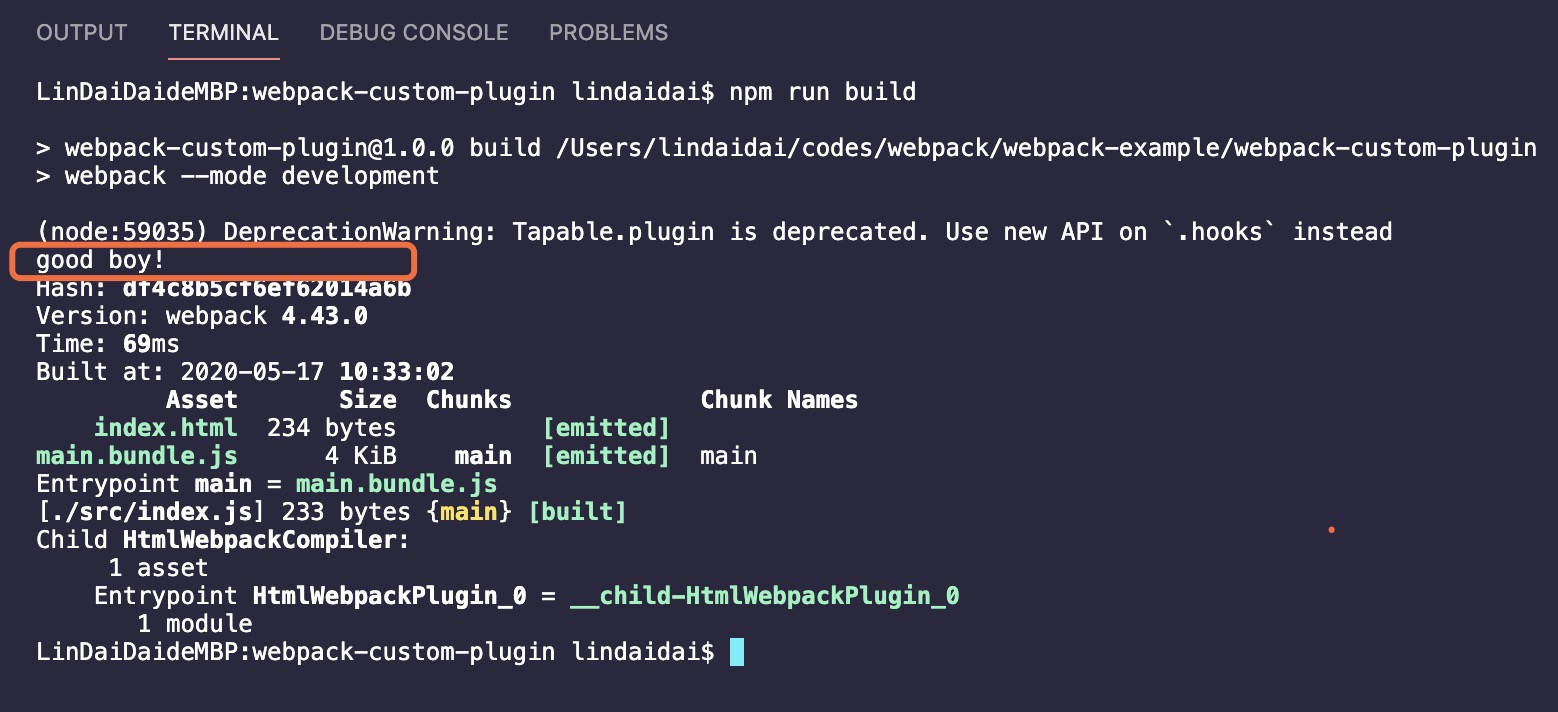 OUTPUT TERMINAL DEBUG CONSOLE PROBLEMS
LinDaiDaideMBP:webpack-custom-plugin lindaidai$ npm run build
> webpack-custom-plugin@1.0.0 build /Users/lindaidai/codes/webpack/webpack-example/webpack-custom-plugin
> webpack --mode development
(node:59035) DeprecationWarning: Tapable.plugin is deprecated. Use new API on `.hooks` instead
good boy!
Hash: df4c8b5cf6ef62014a6b
Version: webpack 4.43.0
Time: 69ms
Built at: 2020-05-17 10:33:02
Asset Size Chunks Chunk Names
index.html 234 bytes [emitted]
main.bundle.js 4 KiB main [emitted] main
Entrypoint main = main.bundle.js
[./src/index.js] 233 bytes {main} [built]
Child HtmlWebpackCompiler:
1 asset
Entrypoint HtmlWebpackPlugin_0 = __child-HtmlWebpackPlugin_0
1 module
LinDaiDaideMBP:webpack-custom-plugin lindaidai$